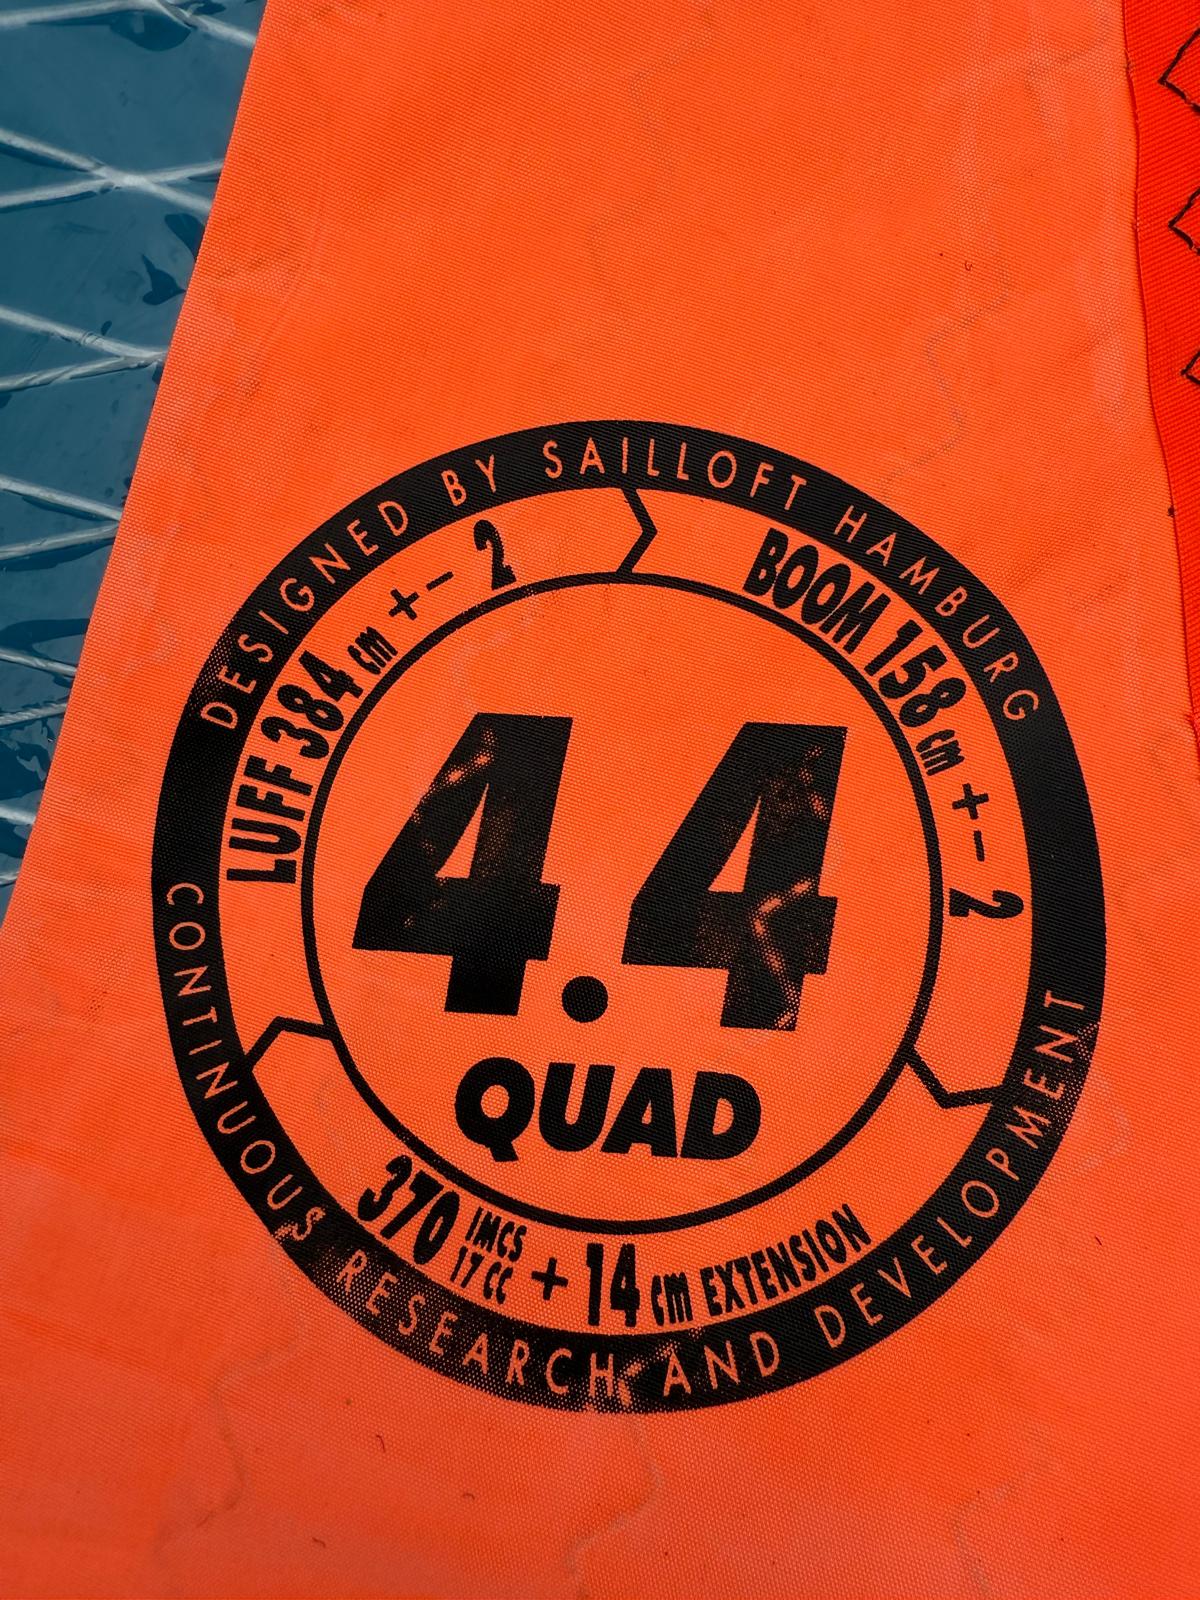 DESIGNED BY SAILLOFT HAMBURG
LUFF 384 cm +- 2
BOOM 158 cm +- 2
4.4
QUAD
370 IMCS 17 CC + 14 cm EXTENSION
CONTINUOUS RESEARCH AND DEVELOPMENT